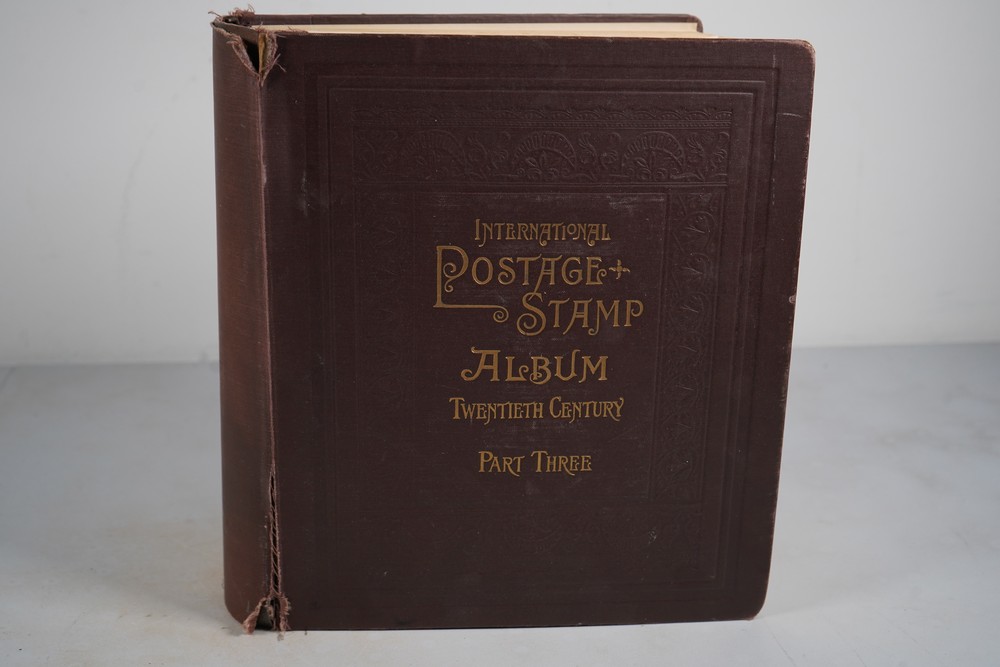 International
Postage
Stamp
Album
Twentieth Century
Part Three